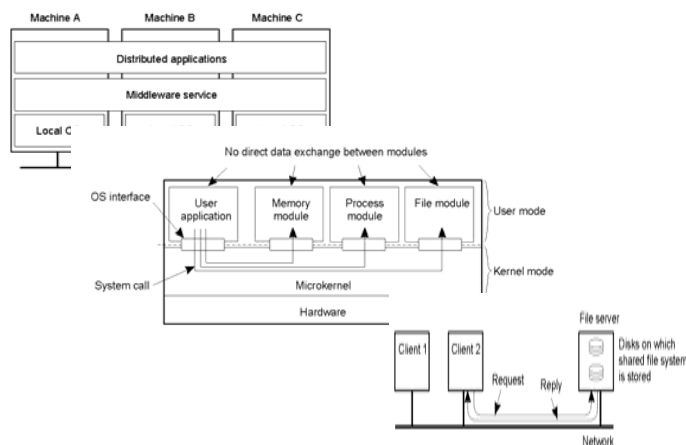 Machine A Machine B Machine C
Distributed applications
Middleware service
Local
No direct data exchange between modules
OS interface
User
application
Memory
module
Process
module
File module
User mode
Kernel mode
System call
Microkernel
Hardware
File server
Client 1
Client 2
Disks on which
shared file system
is stored
Request
Reply
Network